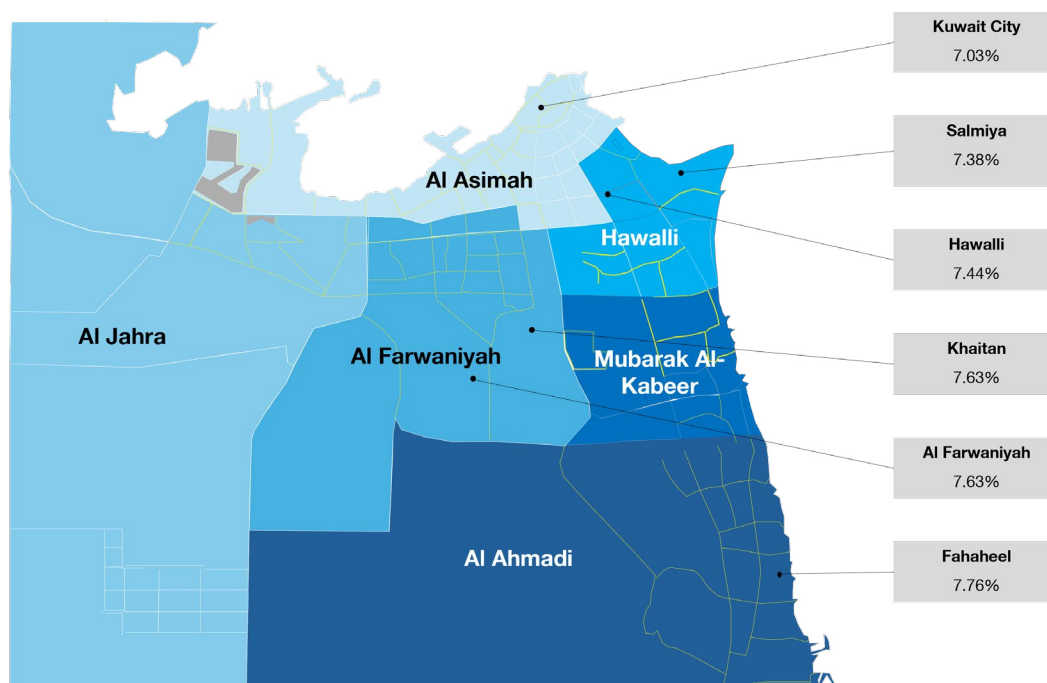 Kuwait City
7.03%
Salmiya
7.38%
Hawalli
7.44%
Khaitan
7.63%
Al Farwaniyah
7.63%
Fahaheel
7.76%
Al Asimah
Hawalli
Al Jahra
Al Farwaniyah
Mubarak Al-
Kabeer
Al Ahmadi